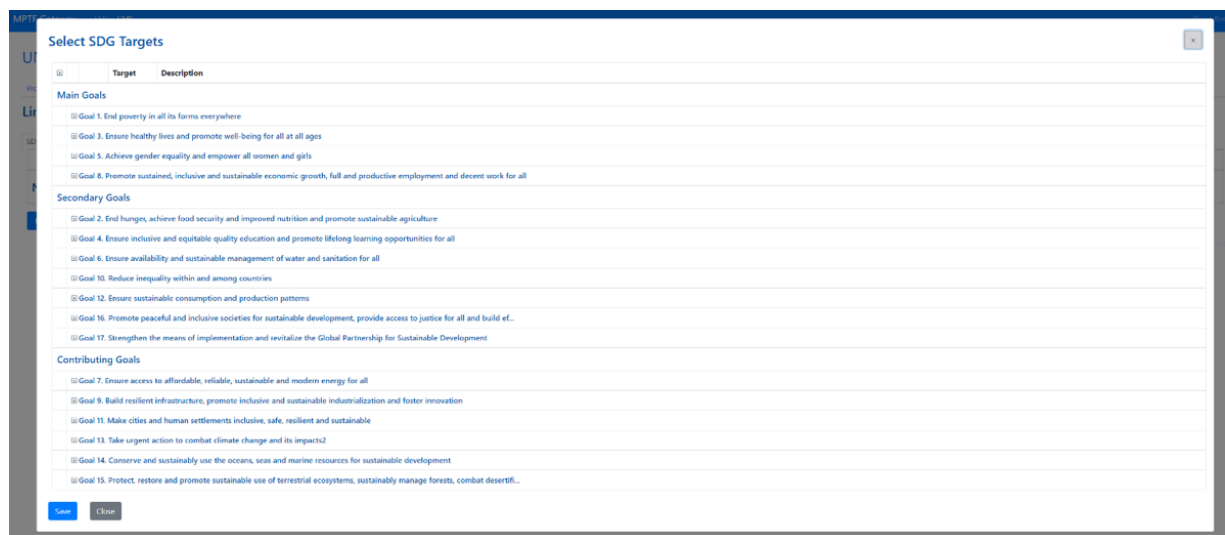 Select SDG Targets
×
Target Description
Main Goals
Goal 1. End poverty in all its forms everywhere
Goal 3. Ensure healthy lives and promote well-being for all at all ages
Goal 5. Achieve gender equality and empower all women and girls
Goal 8. Promote sustained, inclusive and sustainable economic growth, full and productive employment and decent work for all
Secondary Goals
Goal 2. End hunger, achieve food security and improved nutrition and promote sustainable agriculture
Goal 4. Ensure inclusive and equitable quality education and promote lifelong learning opportunities for all
Goal 6. Ensure availability and sustainable management of water and sanitation for all
Goal 10. Reduce inequality within and among countries
Goal 12. Ensure sustainable consumption and production patterns
Goal 16. Promote peaceful and inclusive societies for sustainable development, provide access to justice for all and build ef...
Goal 17. Strengthen the means of implementation and revitalize the Global Partnership for Sustainable Development
Contributing Goals
Goal 7. Ensure access to affordable, reliable, sustainable and modern energy for all
Goal 9. Build resilient infrastructure, promote inclusive and sustainable industrialization and foster innovation
Goal 11. Make cities and human settlements inclusive, safe, resilient and sustainable
Goal 13. Take urgent action to combat climate change and its impacts2
Goal 14. Conserve and sustainably use the oceans, seas and marine resources for sustainable development
Goal 15. Protect, restore and promote sustainable use of terrestrial ecosystems, sustainably manage forests, combat desertifi...
Save Close